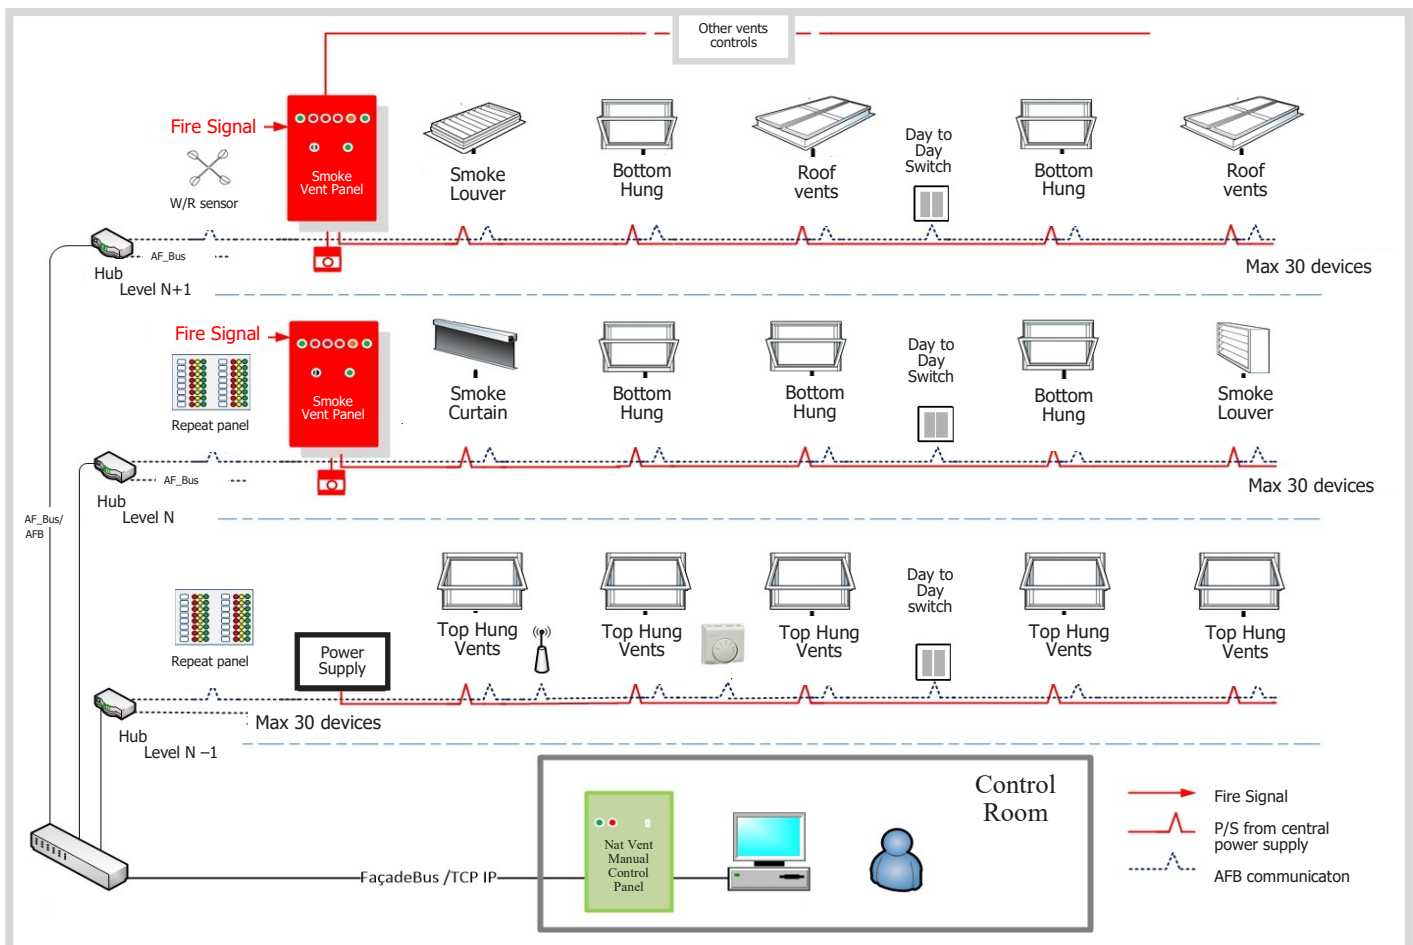 Other vents
controls
Fire Signal
W/R sensor
Smoke
Vent Panel
Smoke
Louver
Bottom
Hung
Roof
vents
Day to
Day
Switch
Bottom
Hung
Roof
vents
AF_Bus
Hub
Level N+1
Max 30 devices
Fire Signal
Repeat panel
Smoke
Vent Panel
Smoke
Curtain
Bottom
Hung
Bottom
Hung
Day to
Day
Switch
Bottom
Hung
Smoke
Louver
AF_Bus
Hub
Level N
Max 30 devices
AF_Bus/
AFB
Repeat panel
Power
Supply
Top Hung
Vents
Top Hung
Vents
Top Hung
Vents
Day to
Day
switch
Top Hung
Vents
Top Hung
Vents
Max 30 devices
Hub
Level N –1
Control
Room
Nat Vent
Manual
Control
Panel
FaçadeBus /TCP IP
Fire Signal
P/S from central
power supply
AFB communicaton